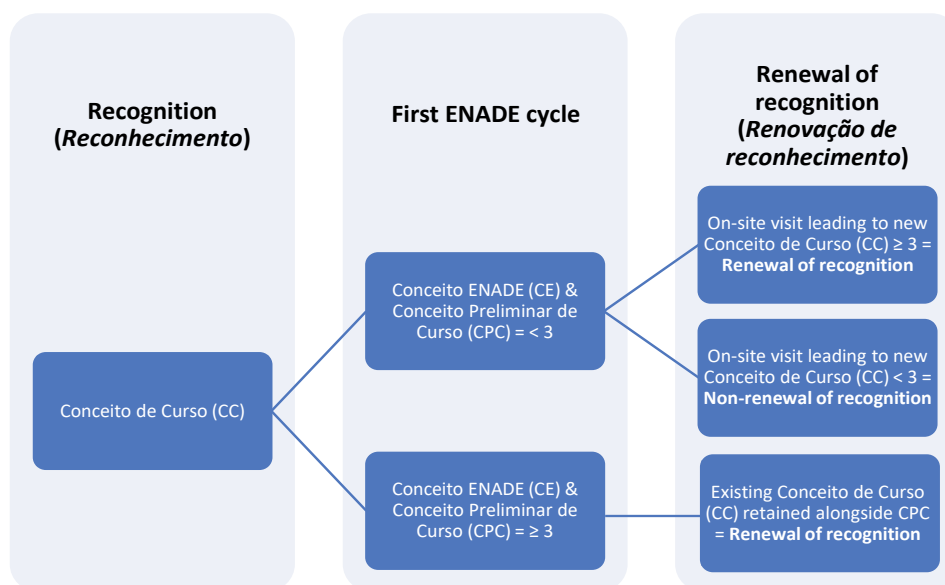 Recognition
(Reconhecimento)
Conceito de Curso (CC)
First ENADE cycle
Conceito ENADE (CE) &
Conceito Preliminar de
Curso (CPC) = < 3
Conceito ENADE (CE) &
Conceito Preliminar de
Curso (CPC) = ≥ 3
Renewal of
recognition
(Renovação de
reconhecimento)
On-site visit leading to new
Conceito de Curso (CC) ≥ 3 =
Renewal of recognition
On-site visit leading to new
Conceito de Curso (CC) < 3 =
Non-renewal of recognition
Existing Conceito de Curso
(CC) retained alongside CPC
= Renewal of recognition